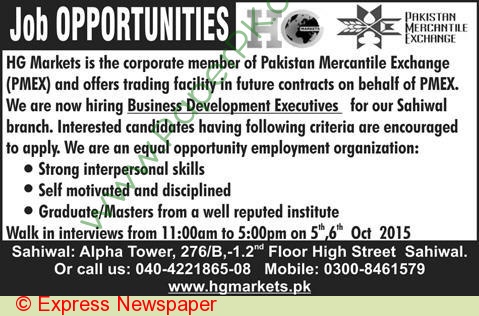 Job OPPORTUNITIES
HG MARKETS
PAKISTAN
MERCANTILE
EXCHANGE
HG Markets is the corporate member of Pakistan Mercantile Exchange
(PMEX) and offers trading facility in future contracts on behalf of PMEX.
We are now hiring Business Development Executives for our Sahiwal
branch. Interested candidates having following criteria are encouraged
to apply. We are an equal opportunity employment organization:
• Strong interpersonal skills
• Self motivated and disciplined
• Graduate/Masters from a well reputed institute
Walk in interviews from 11:00am to 5:00pm on 5th,6th Oct 2015
Sahiwal: Alpha Tower, 276/B,-1.2nd Floor High Street Sahiwal.
Or call us: 040-4221865-08 Mobile: 0300-8461579
www.hgmarkets.pk
© Express Newspaper
www.PaperPk.com